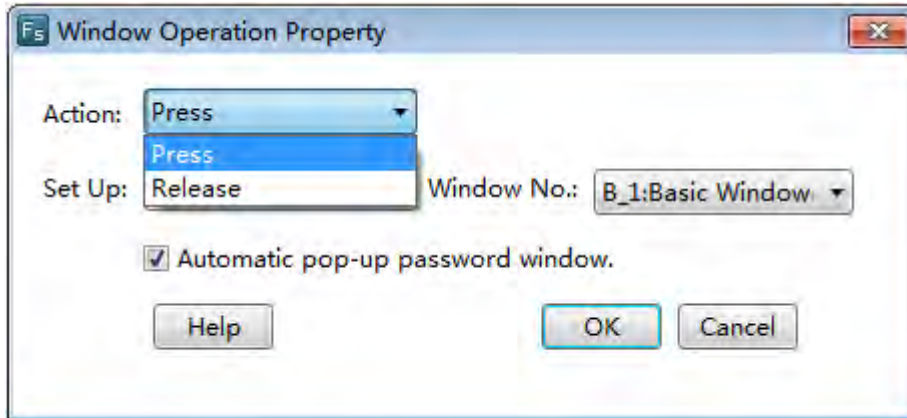 Fs Window Operation Property
Action: Press
Press
Set Up: Release Window No.: B_1:Basic Window
Automatic pop-up password window.
Help OK Cancel